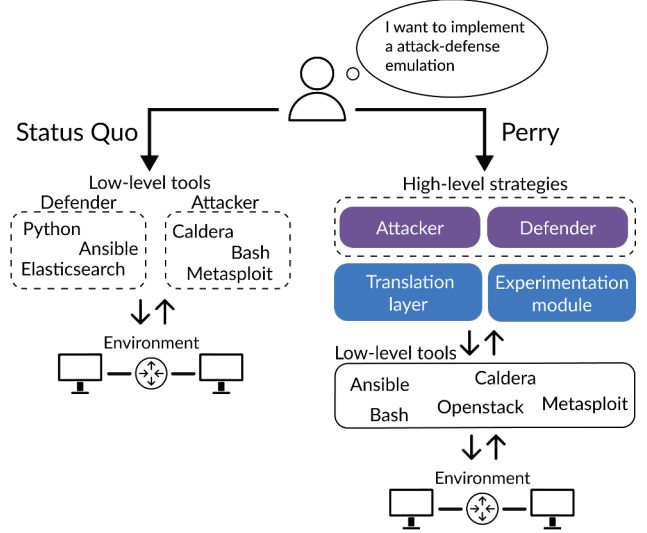 I want to implement
a attack-defense
emulation
Status Quo
Perry
Low-level tools
Defender
Attacker
Python
Ansible
Elasticsearch
Caldera
Bash
Metasploit
Environment
High-level strategies
Attacker
Defender
Translation
layer
Experimentation
module
Low-level tools
Ansible
Caldera
Bash
Openstack
Metasploit
Environment